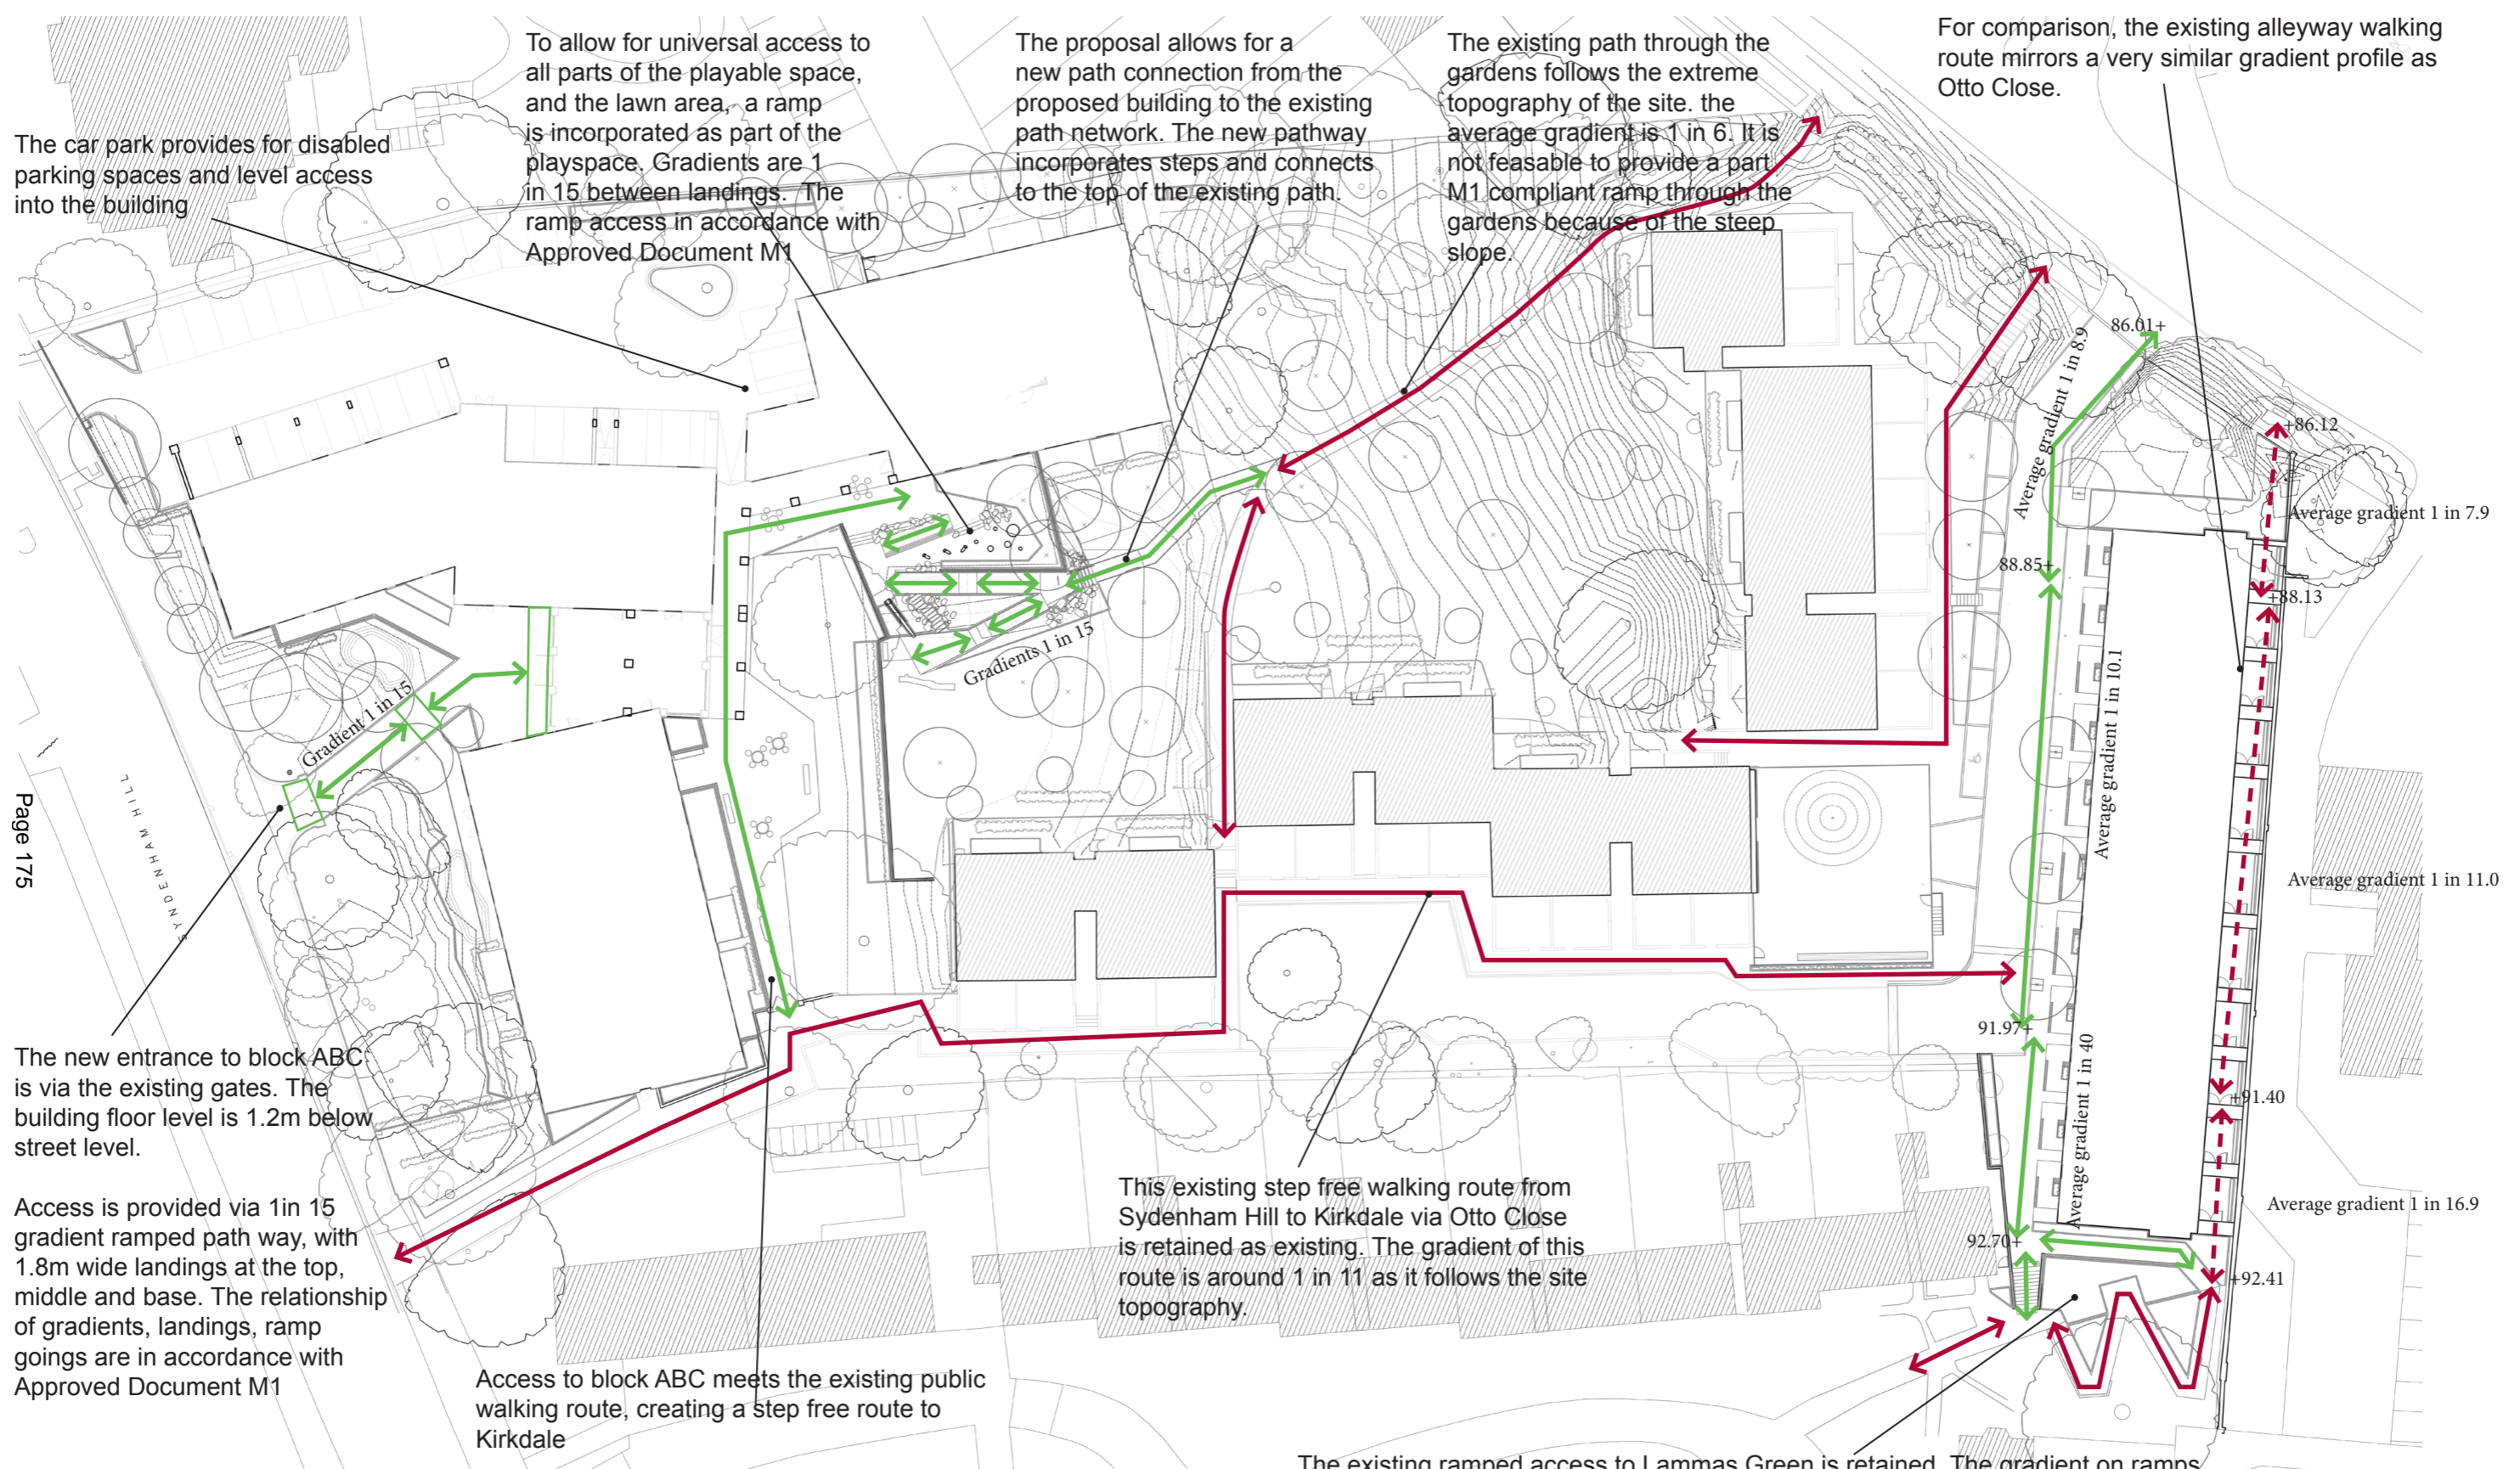 For comparison, the existing alleyway walking
route mirrors a very similar gradient profile as
Otto Close.
To allow for universal access to
all parts of the playable space,
and the lawn area,  a ramp
is incorporated as part of the
playspace. Gradients are 1
in 15 between landings.  The
ramp access in accordance with
Approved Document M1
The proposal allows for a
new path connection from the
proposed building to the existing
path network. The new pathway
incorporates steps and connects
to the top of the existing path.
The existing path through the
gardens follows the extreme
topography of the site. the
average gradient is 1 in 6. It is
not feasable to provide a part
M1 compliant ramp through the
gardens because of the steep
slope.
The car park provides for disabled
parking spaces and level access
into the building
86.01+
Average gradient 1 in 8.9
+86.12
Average gradient 1 in 7.9
88.85+
+88.13
Gradients 1 in 15
Gradient 1 in 15
Average gradient 1 in 10.1
SYNDENHAM HILL
Page 175
Average gradient 1 in 11.0
91.97+
Average gradient 1 in 40
+91.40
Average gradient 1 in 16.9
92.70+
+92.41
The new entrance to block ABC
is via the existing gates. The
building floor level is 1.2m below
street level.
Access is provided via 1in 15
gradient ramped path way, with
1.8m wide landings at the top,
middle and base. The relationship
of gradients, landings, ramp
goings are in accordance with
Approved Document M1
This existing step free walking route from
Sydenham Hill to Kirkdale via Otto Close
is retained as existing. The gradient of this
route is around 1 in 11 as it follows the site
topography.
Access to block ABC meets the existing public
walking route, creating a step free route to
Kirkdale
The existing ramped access to Lammas Green is retained. The gradient on ramps